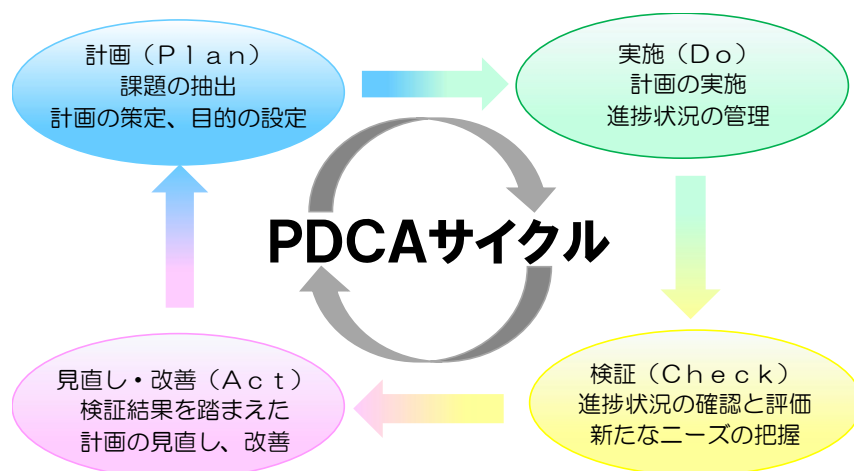 計画（Ｐｌａｎ）
課題の抽出
計画の策定、目的の設定
実施（Ｄｏ）
計画の実施
進捗状況の管理
PDCAサイクル
見直し・改善（Ａｃｔ）
検証結果を踏まえた
計画の見直し、改善
検証（Ｃｈｅｃｋ）
進捗状況の確認と評価
新たなニーズの把握